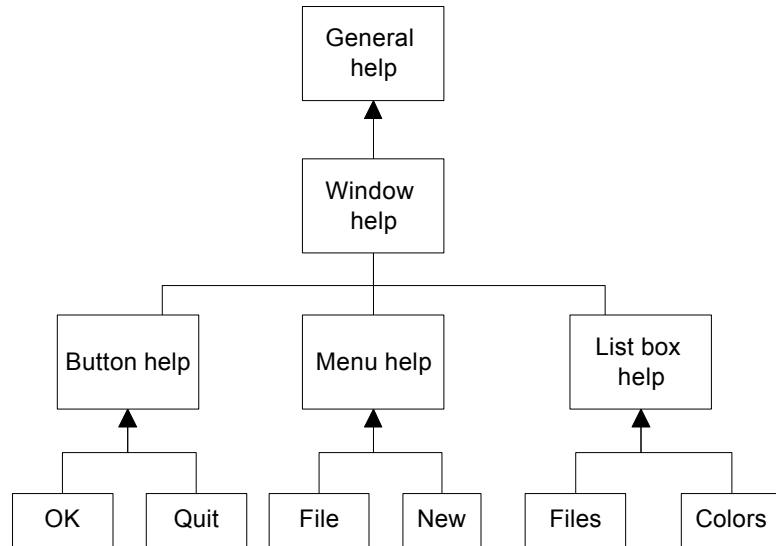 General
help
Window
help
Button help
Menu help
List box
help
OK
Quit
File
New
Files
Colors